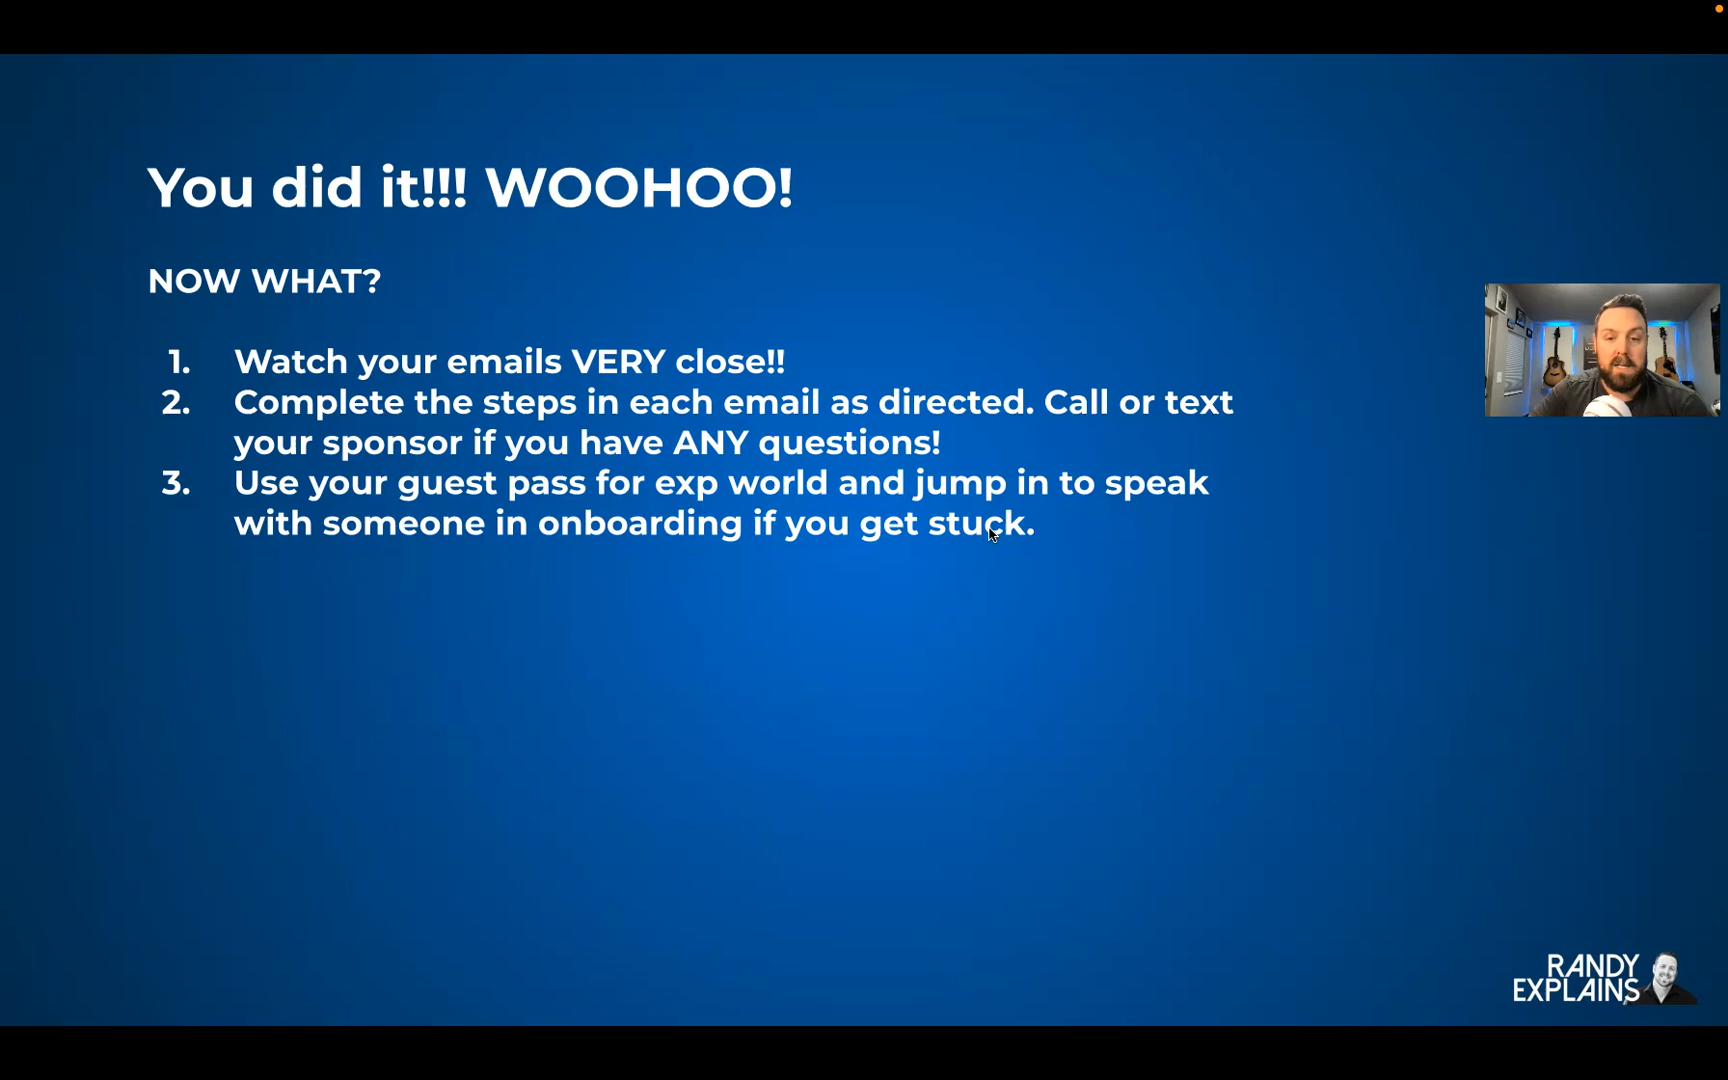 You did it!!! WOOHOO!
NOW WHAT?
1. Watch your emails VERY close!!
2. Complete the steps in each email as directed. Call or text
your sponsor if you have ANY questions!
3. Use your guest pass for exp world and jump in to speak
with someone in onboarding if you get stuck.
RANDY
EXPLAINS